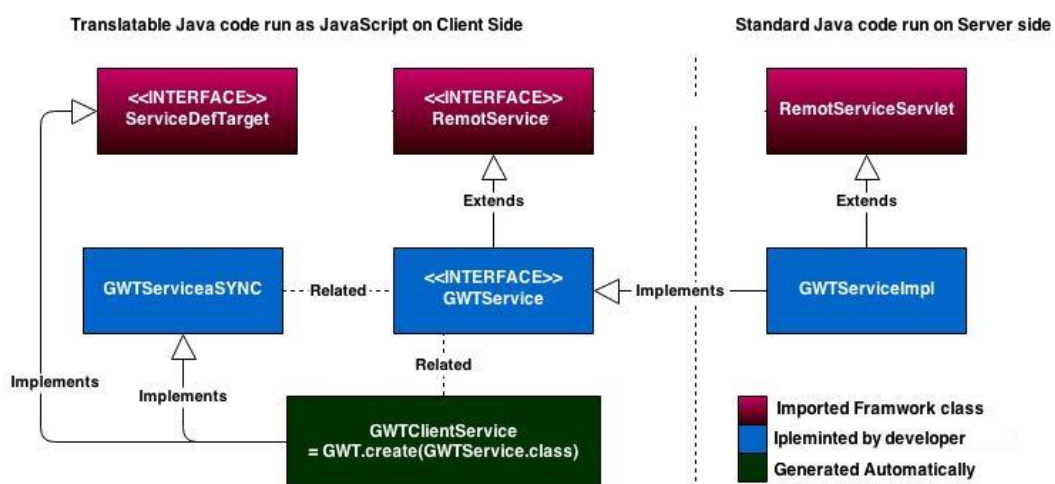 Translatable Java code run as JavaScript on Client Side
Standard Java code run on Server side
<<INTERFACE>>
ServiceDefTarget
<<INTERFACE>>
RemotService
RemotServiceServlet
Extends
Extends
GWTServiceaSYNC
Related
<<INTERFACE>>
GWTService
Implements
GWTServiceImpl
Related
Implements
Implements
GWTClientService
= GWT.create(GWTService.class)
Imported Framwork class
Ipleminted by developer
Generated Automatically